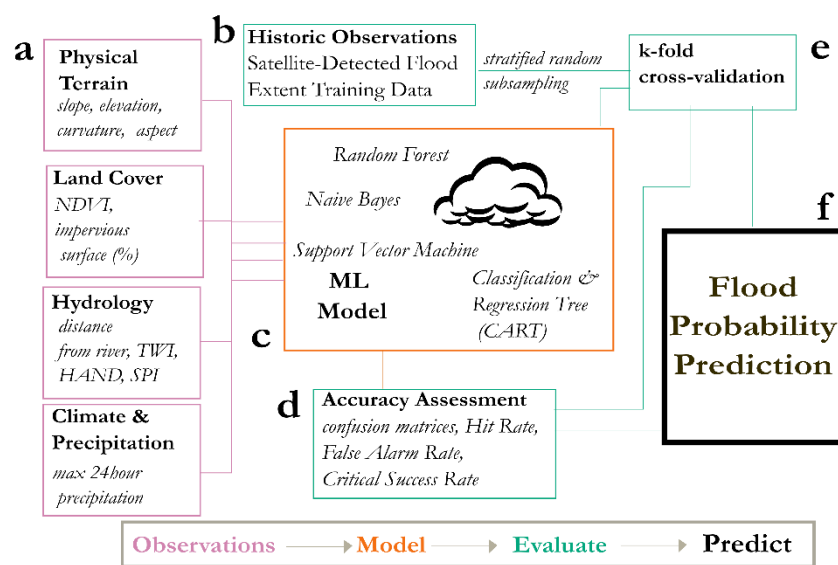 a
Physical
Terrain
slope, elevation,
curvature, aspect
Land Cover
NDVI,
impervious
surface (%)
Hydrology
distance
from river, TWI,
HAND, SPI
Climate &
Precipitation
max 24hour
precipitation
b
Historic Observations
Satellite-Detected Flood
Extent Training Data
stratified random
subsampling
k-fold
cross-validation
e
Random Forest
Naive Bayes
Support Vector Machine
ML
Model
Classification &
Regression Tree
(CART)
c
d
Accuracy Assessment
confusion matrices, Hit Rate,
False Alarm Rate,
Critical Success Rate
f
Flood
Probability
Prediction
Observations Model Evaluate Predict